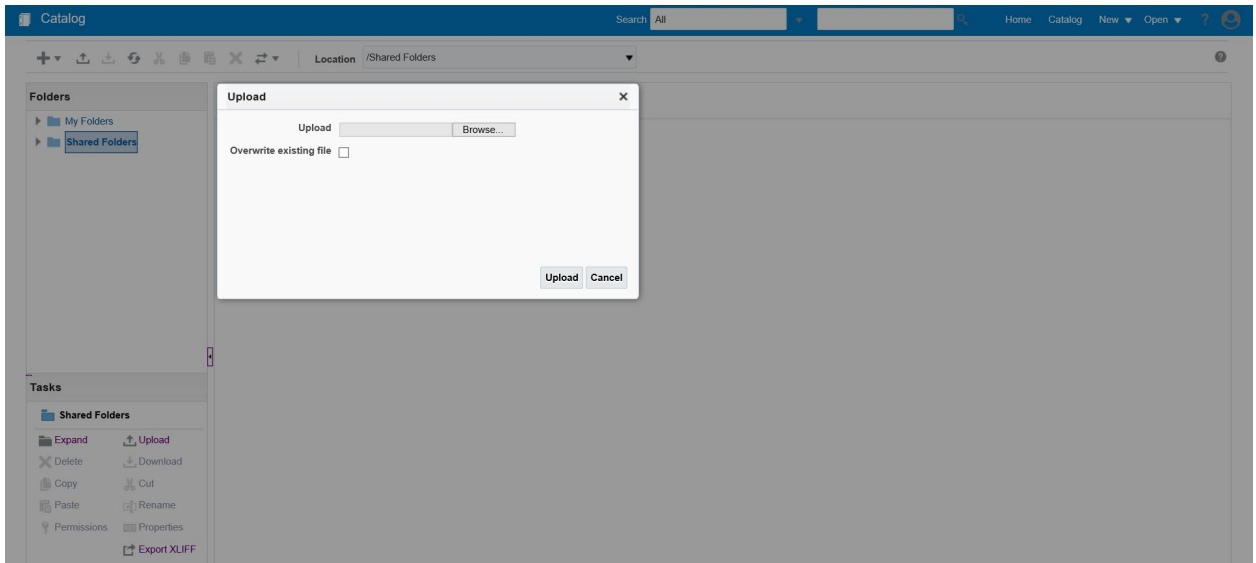 Catalog
Search All
Home Catalog New Open ?
Location /Shared Folders
?
Folders
My Folders
Shared Folders
Upload
Upload Browse...
Overwrite existing file
Upload Cancel
Tasks
Shared Folders
Expand Upload
Delete Download
Copy Cut
Paste Rename
Permissions Properties
Export XLIFF